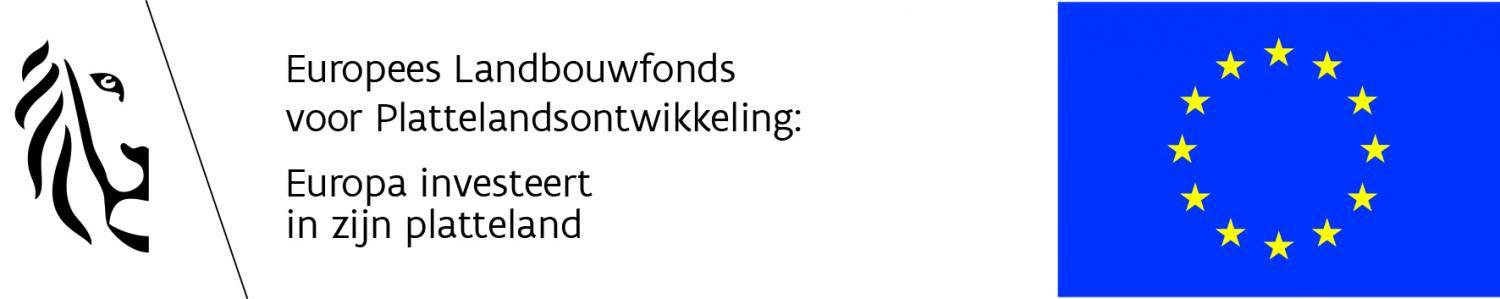 Europees Landbouwfonds
voor Plattelandsontwikkeling:
Europa investeert
in zijn platteland